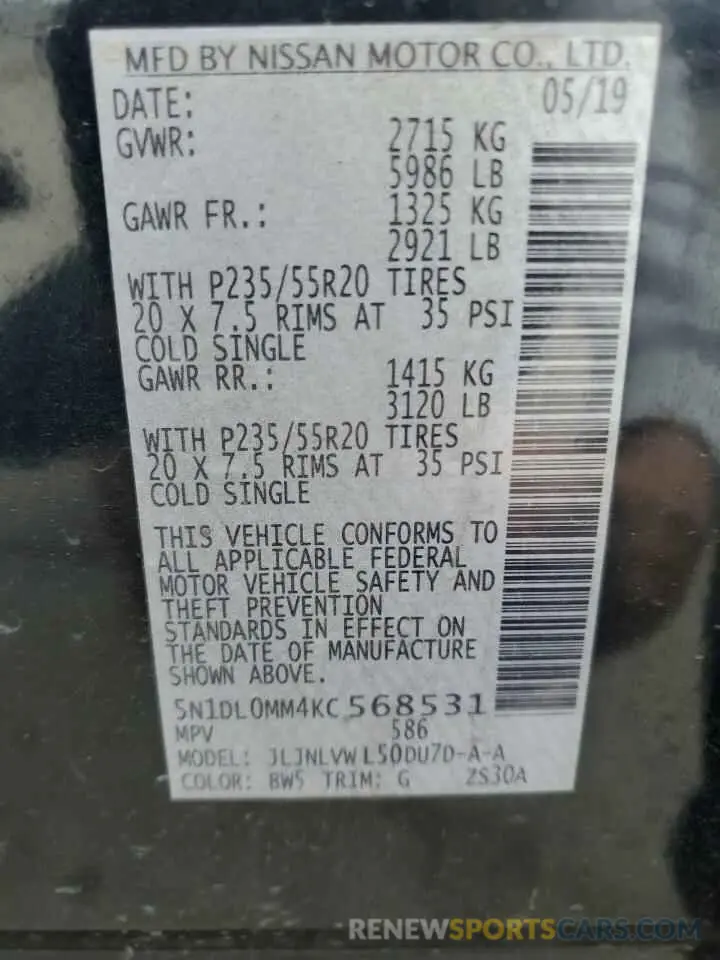 MFD BY NISSAN MOTOR CO., LTD.
DATE: 05/19
GVWR: 2715 KG
5986 LB
GAWR FR.: 1325 KG
2921 LB
WITH P235/55R20 TIRES
20 X 7.5 RIMS AT 35 PSI
COLD SINGLE
GAWR RR.: 1415 KG
3120 LB
WITH P235/55R20 TIRES
20 X 7.5 RIMS AT 35 PSI
COLD SINGLE
THIS VEHICLE CONFORMS TO
ALL APPLICABLE FEDERAL
MOTOR VEHICLE SAFETY AND
THEFT PREVENTION
STANDARDS IN EFFECT ON
THE DATE OF MANUFACTURE
SHOWN ABOVE.
5N1DL0MM4KC568531
MPV 586
MODEL: JLJNLVWL50DU7D-A-A
COLOR: BW5 TRIM: G ZS30A
RENEWSPORTSCARS.COM